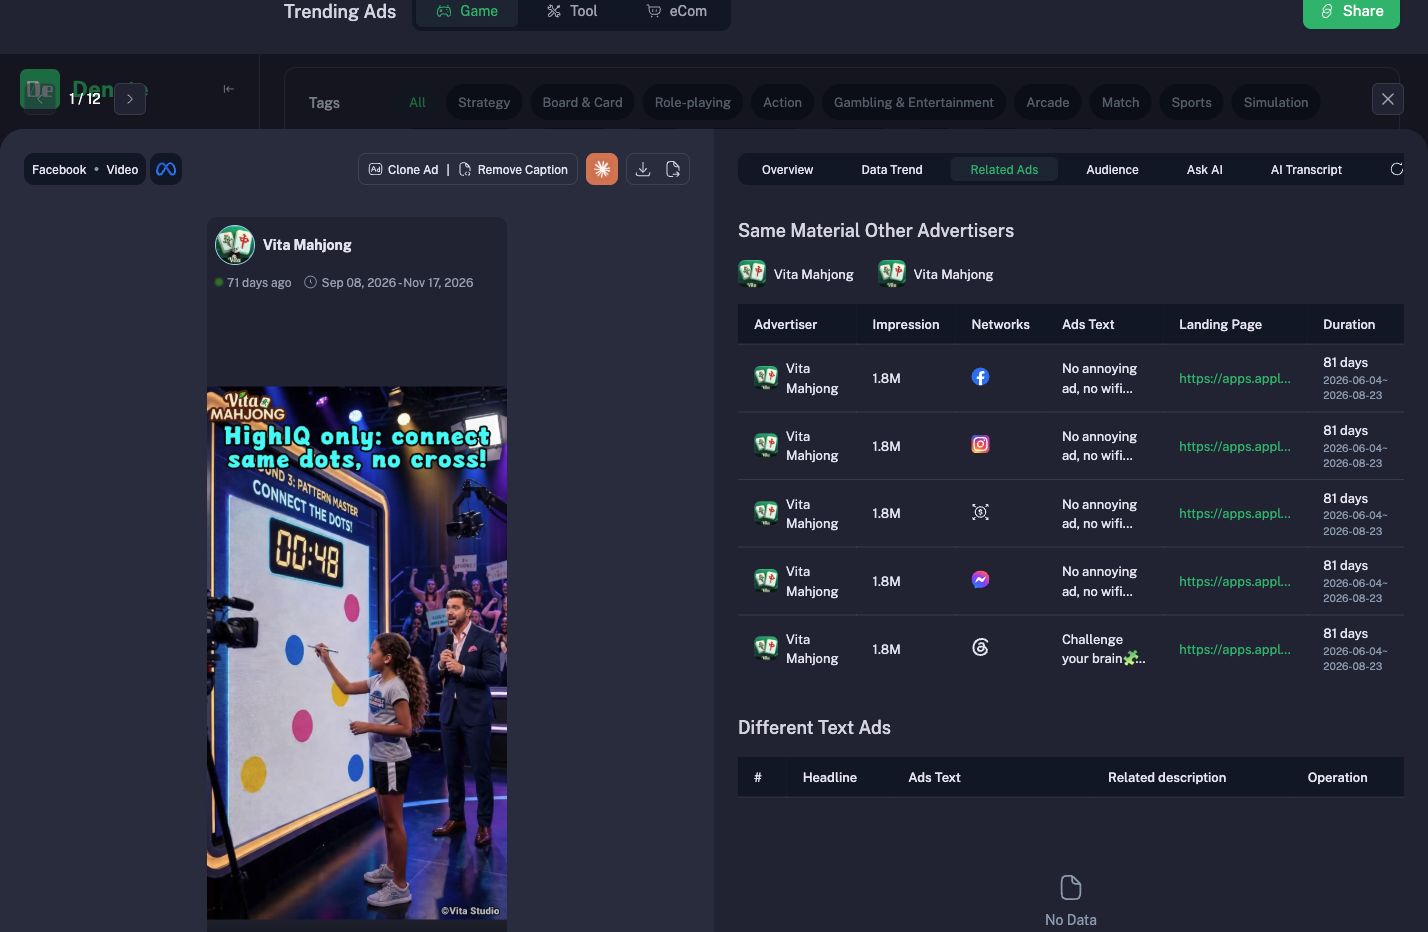 Trending Ads
Game
Tool
eCom
Share
De
1 / 12
Tags
All
Strategy
Board & Card
Role-playing
Action
Gambling & Entertainment
Arcade
Match
Sports
Simulation
Facebook • Video
Clone Ad | Remove Caption
Vita Mahjong
71 days ago
Sep 08, 2026 - Nov 17, 2026
Vita
MAHJONG
HighIQ only: connect
same dots, no cross!
3: PATTERN MASTER
CONNECT THE DOTS!
00:48
©Vita Studio
Overview
Data Trend
Related Ads
Audience
Ask AI
AI Transcript
Same Material Other Advertisers
Vita Mahjong
Vita Mahjong
Advertiser Impression Networks Ads Text Landing Page Duration
Vita Mahjong 1.8M No annoying ad, no wifi... https://apps.appl... 81 days 2026-06-04~ 2026-08-23
Vita Mahjong 1.8M No annoying ad, no wifi... https://apps.appl... 81 days 2026-06-04~ 2026-08-23
Vita Mahjong 1.8M No annoying ad, no wifi... https://apps.appl... 81 days 2026-06-04~ 2026-08-23
Vita Mahjong 1.8M No annoying ad, no wifi... https://apps.appl... 81 days 2026-06-04~ 2026-08-23
Vita Mahjong 1.8M Challenge your brain🧩... https://apps.appl... 81 days 2026-06-04~ 2026-08-23
Different Text Ads
# Headline Ads Text Related description Operation
No Data